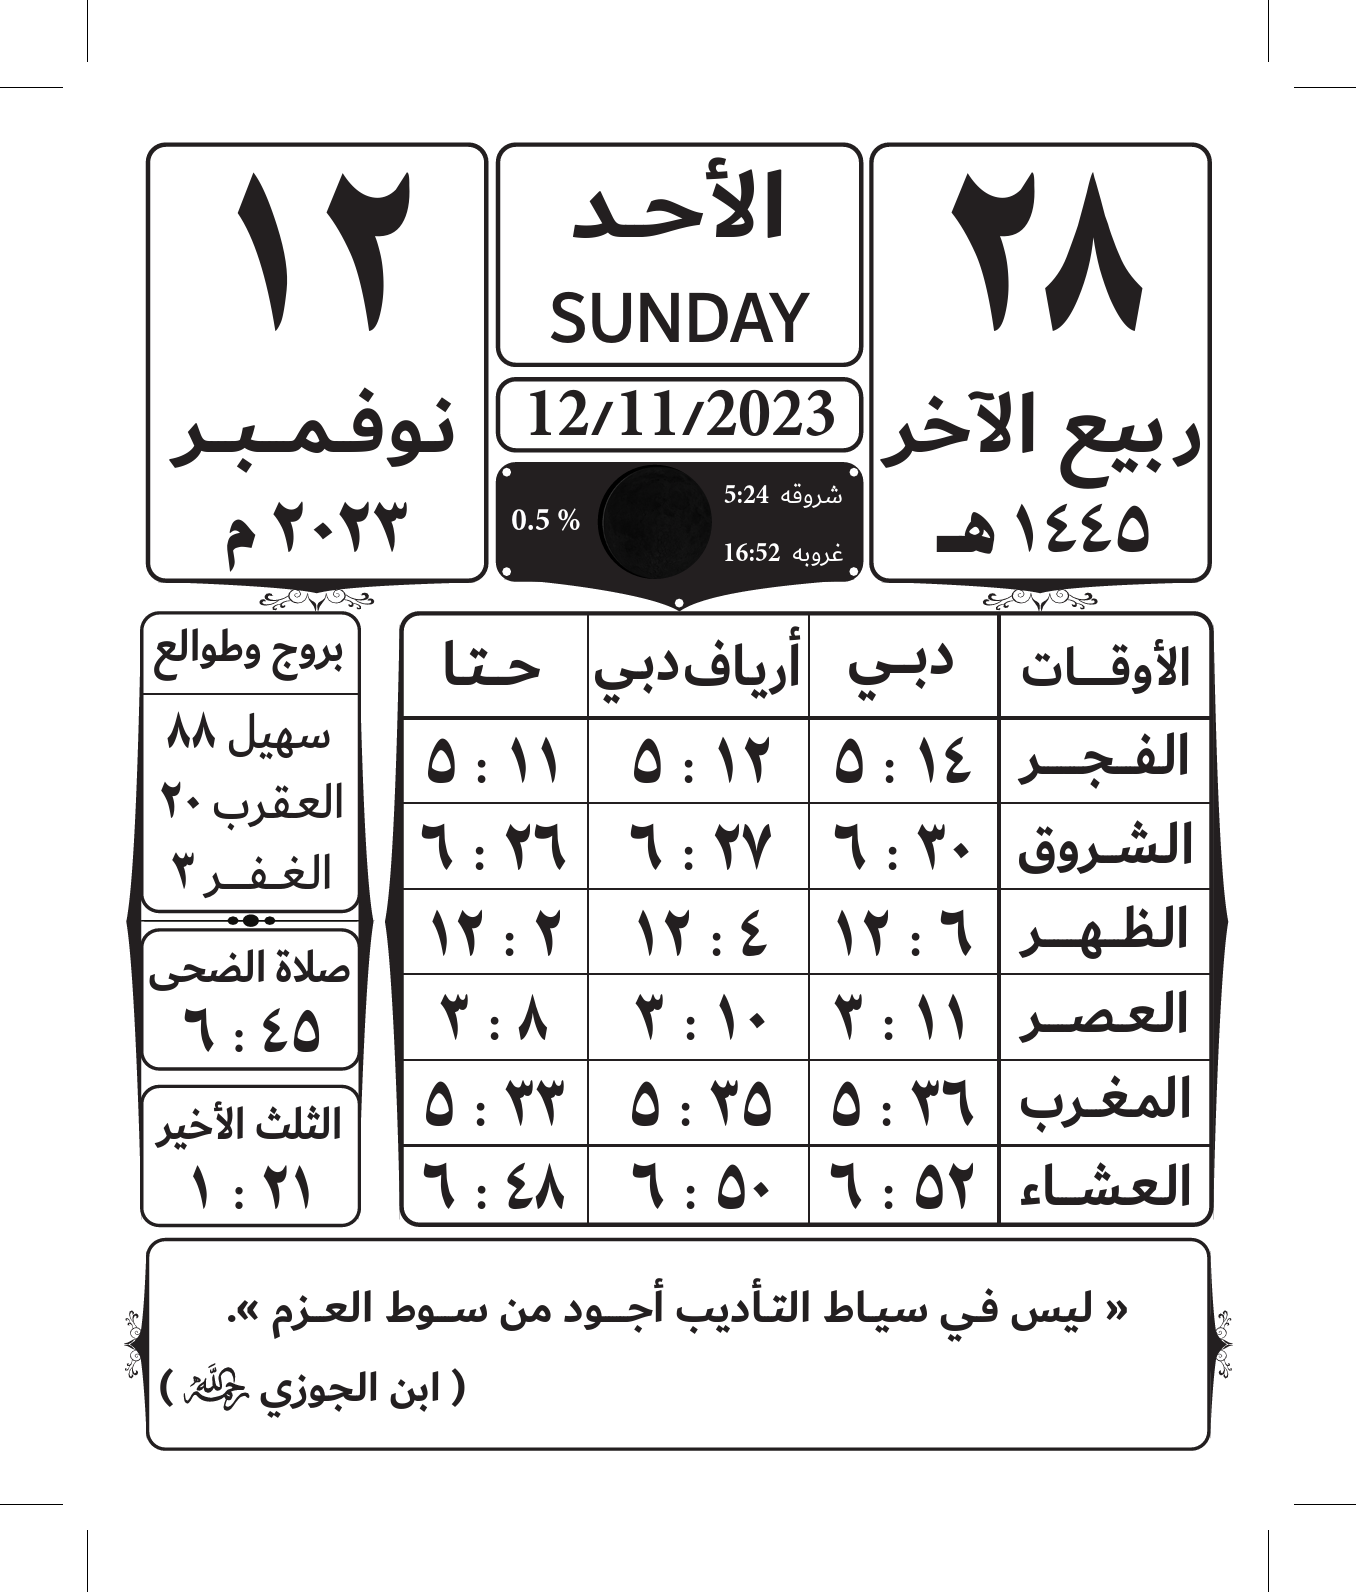 ٢٨
ربيع الآخر
١٤٤٥ هـ
الأحد
SUNDAY
12/11/2023
شروقه 5:24
غروبه 16:52
0.5 %
١٢
نوفمبر
٢٠٢٣ م
الأوقات دبي أرياف دبي حتا
الفجر ٥ : ١٤ ٥ : ١٢ ٥ : ١١
الشروق ٦ : ٣٠ ٦ : ٢٧ ٦ : ٢٦
الظهر ١٢ : ٦ ١٢ : ٤ ١٢ : ٢
العصر ٣ : ١١ ٣ : ١٠ ٣ : ٨
المغرب ٥ : ٣٦ ٥ : ٣٥ ٥ : ٣٣
العشاء ٦ : ٥٢ ٦ : ٥٠ ٦ : ٤٨
بروج وطوالع
سهيل ٨٨
العقرب ٢٠
الغفر ٣
صلاة الضحى
٦ : ٤٥
الثلث الأخير
١ : ٢١
« ليس في سياط التأديب أجود من سوط العزم ».
( ابن الجوزي رحمه الله )